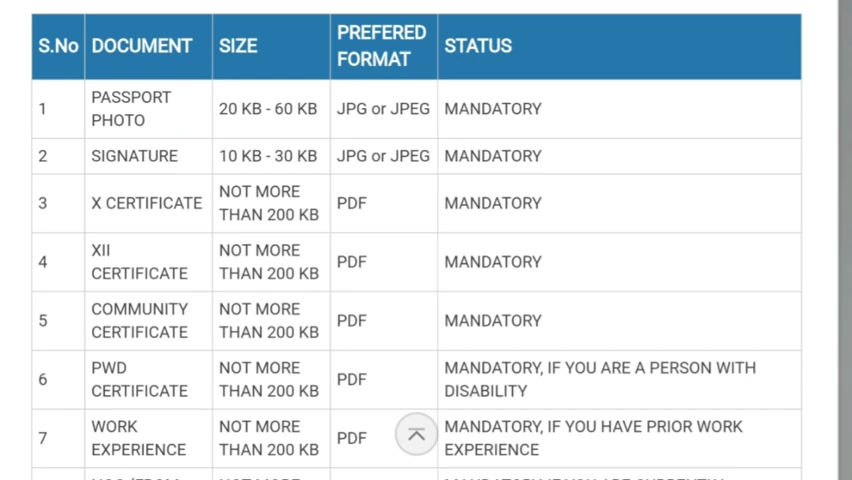 S.No DOCUMENT SIZE PREFERED FORMAT STATUS
1 PASSPORT PHOTO 20 KB - 60 KB JPG or JPEG MANDATORY
2 SIGNATURE 10 KB - 30 KB JPG or JPEG MANDATORY
3 X CERTIFICATE NOT MORE THAN 200 KB PDF MANDATORY
4 XII CERTIFICATE NOT MORE THAN 200 KB PDF MANDATORY
5 COMMUNITY CERTIFICATE NOT MORE THAN 200 KB PDF MANDATORY
6 PWD CERTIFICATE NOT MORE THAN 200 KB PDF MANDATORY, IF YOU ARE A PERSON WITH DISABILITY
7 WORK EXPERIENCE NOT MORE THAN 200 KB PDF MANDATORY, IF YOU HAVE PRIOR WORK EXPERIENCE